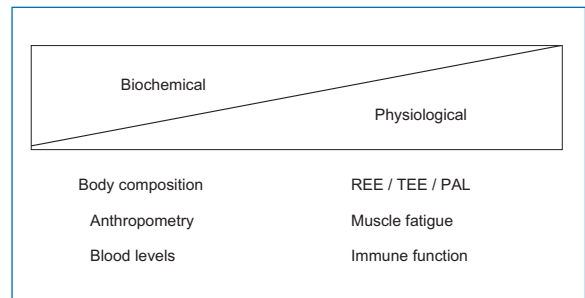 Biochemical
Physiological
Body composition REE / TEE / PAL
Anthropometry Muscle fatigue
Blood levels Immune function